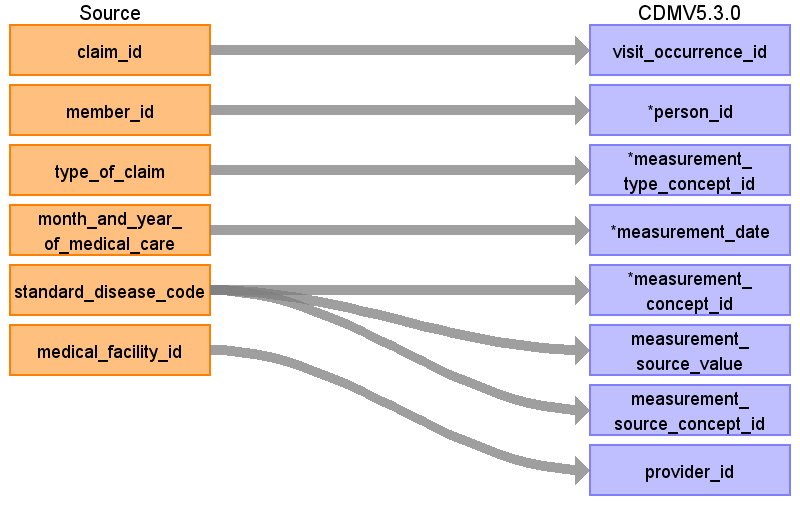 Source
CDMV5.3.0
claim_id
visit_occurrence_id
member_id
*person_id
type_of_claim
*measurement_
type_concept_id
month_and_year_
of_medical_care
*measurement_date
standard_disease_code
*measurement_
concept_id
medical_facility_id
measurement_
source_value
measurement_
source_concept_id
provider_id